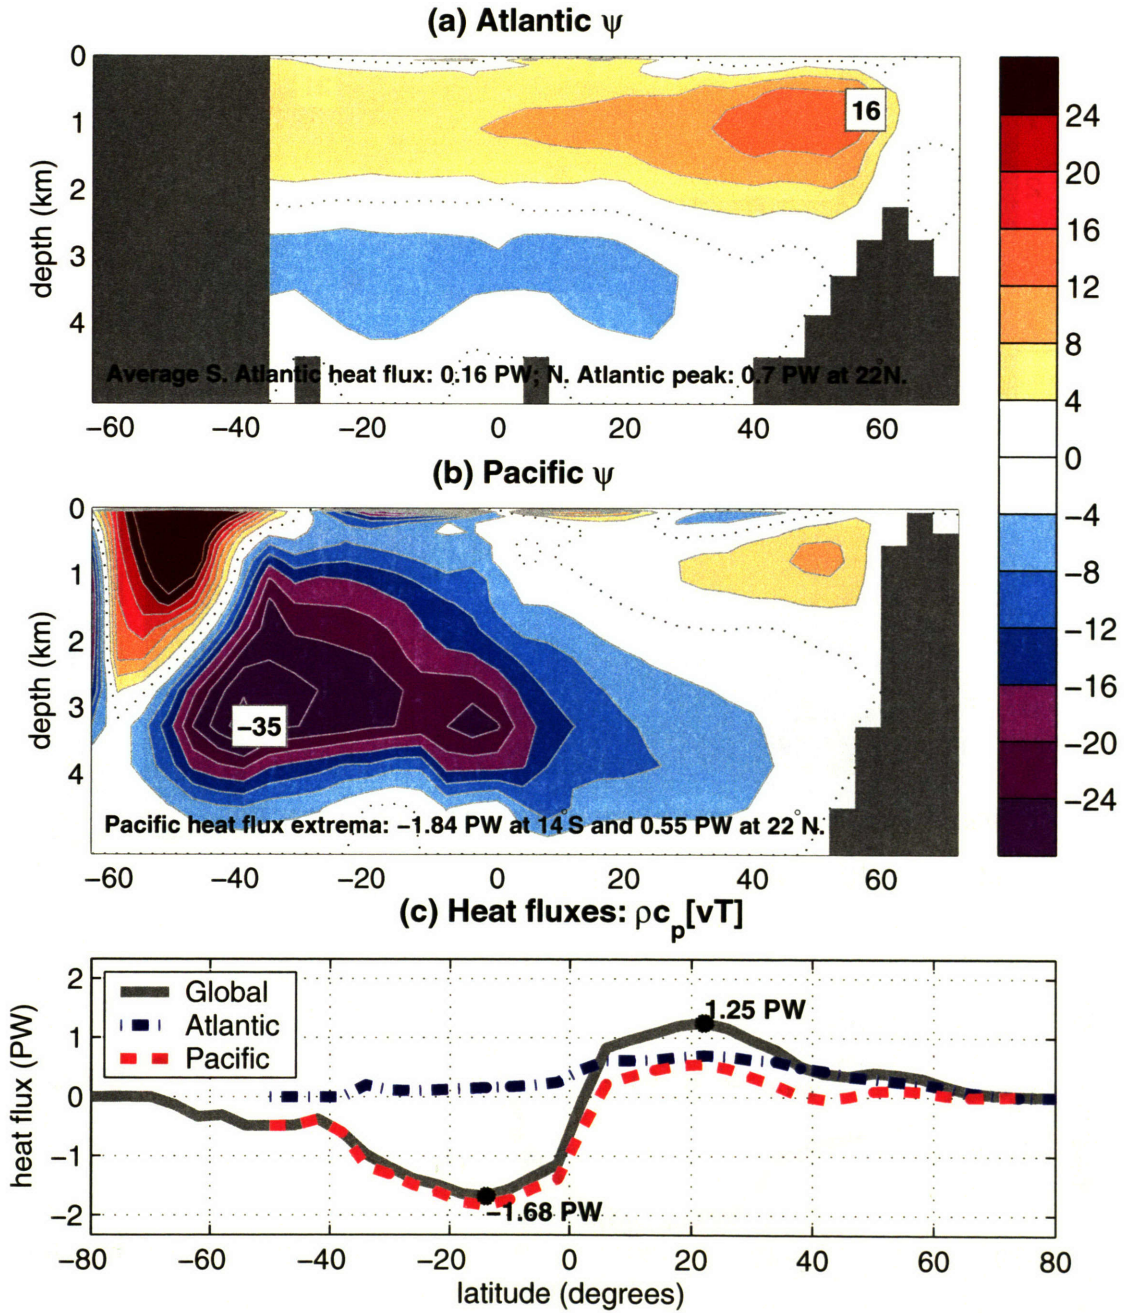 (a) Atlantic ψ
0
1
2
3
4
depth (km)
16
Average S. Atlantic heat flux: 0.16 PW; N. Atlantic peak: 0.7 PW at 22°N.
−60 −40 −20 0 20 40 60
24
20
16
12
8
4
0
−4
−8
−12
−16
−20
−24
(b) Pacific ψ
0
1
2
3
4
depth (km)
−35
Pacific heat flux extrema: −1.84 PW at 14°S and 0.55 PW at 22°N.
−60 −40 −20 0 20 40 60
(c) Heat fluxes: ρcp[vT]
2
1
0
−1
−2
heat flux (PW)
Global
Atlantic
Pacific
1.25 PW
−1.68 PW
−80 −60 −40 −20 0 20 40 60 80
latitude (degrees)